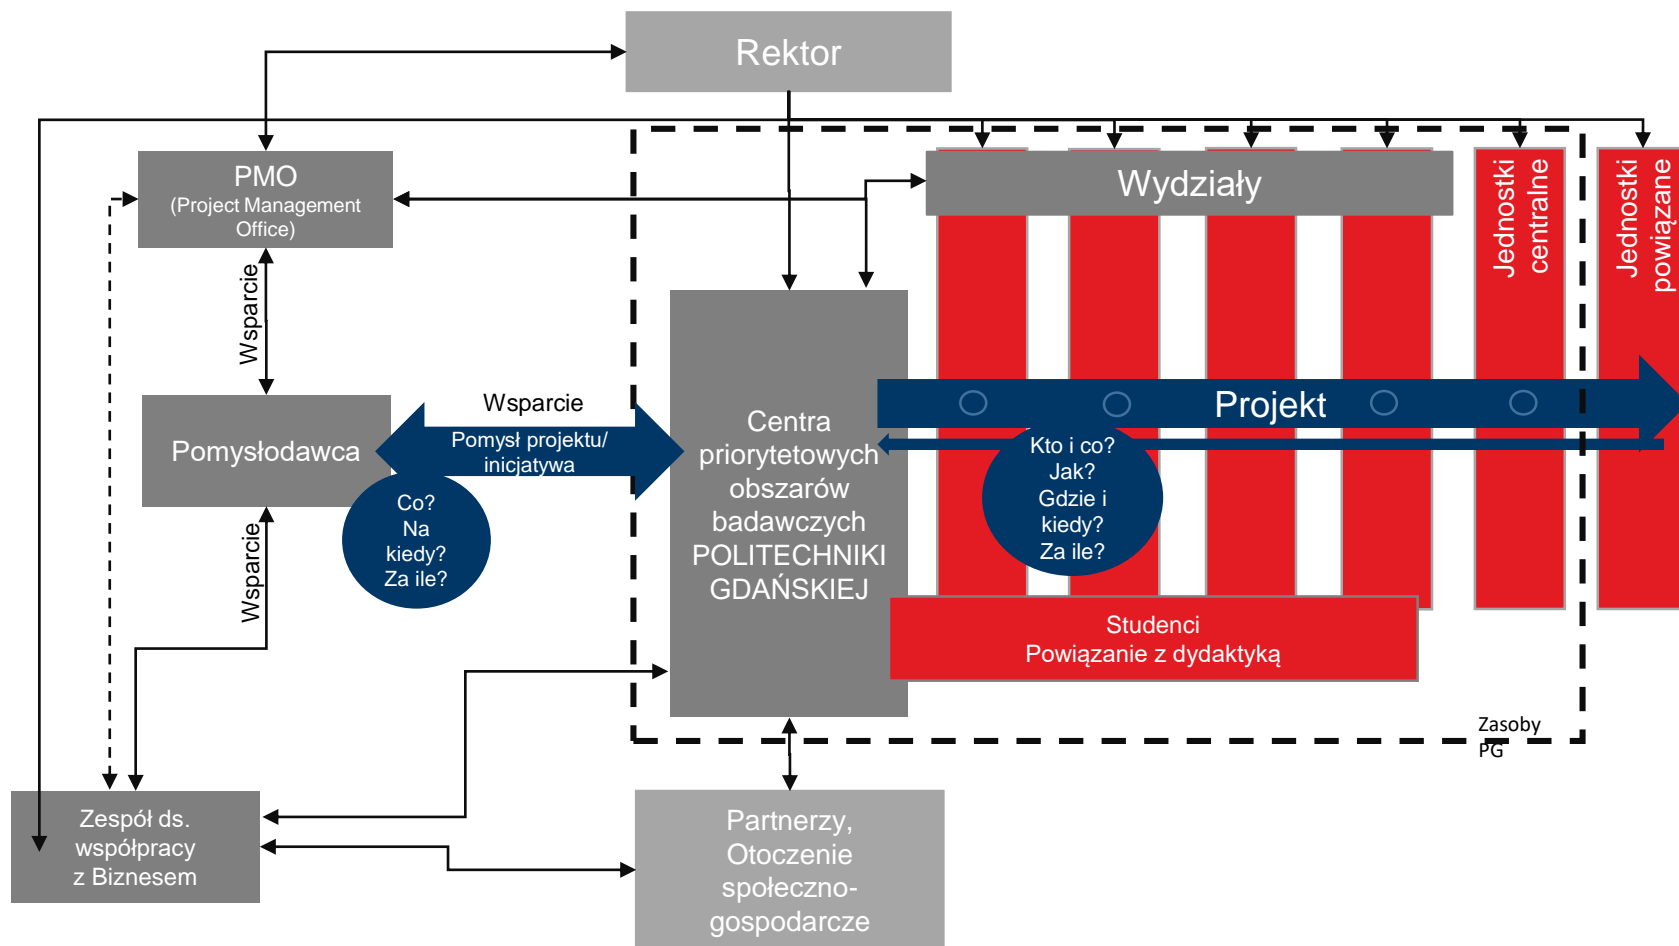 Rektor
PMO
(Project Management
Office)
Wydziały
Jednostki
centralne
Jednostki
powiązane
Wsparcie
Wsparcie
Pomysł projektu/
inicjatywa
Pomysłodawca
Co?
Na
kiedy?
Za ile?
Wsparcie
Centra
priorytetowych
obszarów
badawczych
POLITECHNIKI
GDAŃSKIEJ
Projekt
Kto i co?
Jak?
Gdzie i
kiedy?
Za ile?
Studenci
Powiązanie z dydaktyką
Zasoby
PG
Zespół ds.
współpracy
z Biznesem
Partnerzy,
Otoczenie
społeczno-
gospodarcze